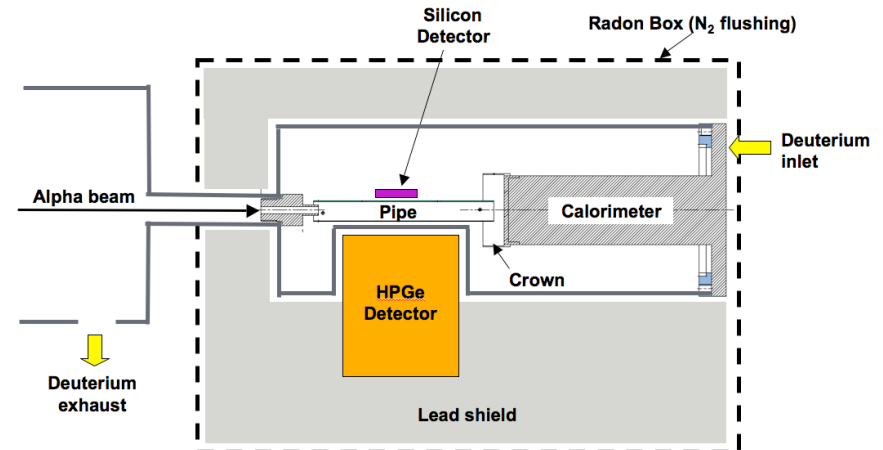 Silicon
Detector
Radon Box (N₂ flushing)
Deuterium
inlet
Alpha beam
Pipe
Calorimeter
Crown
HPGe
Detector
Deuterium
exhaust
Lead shield